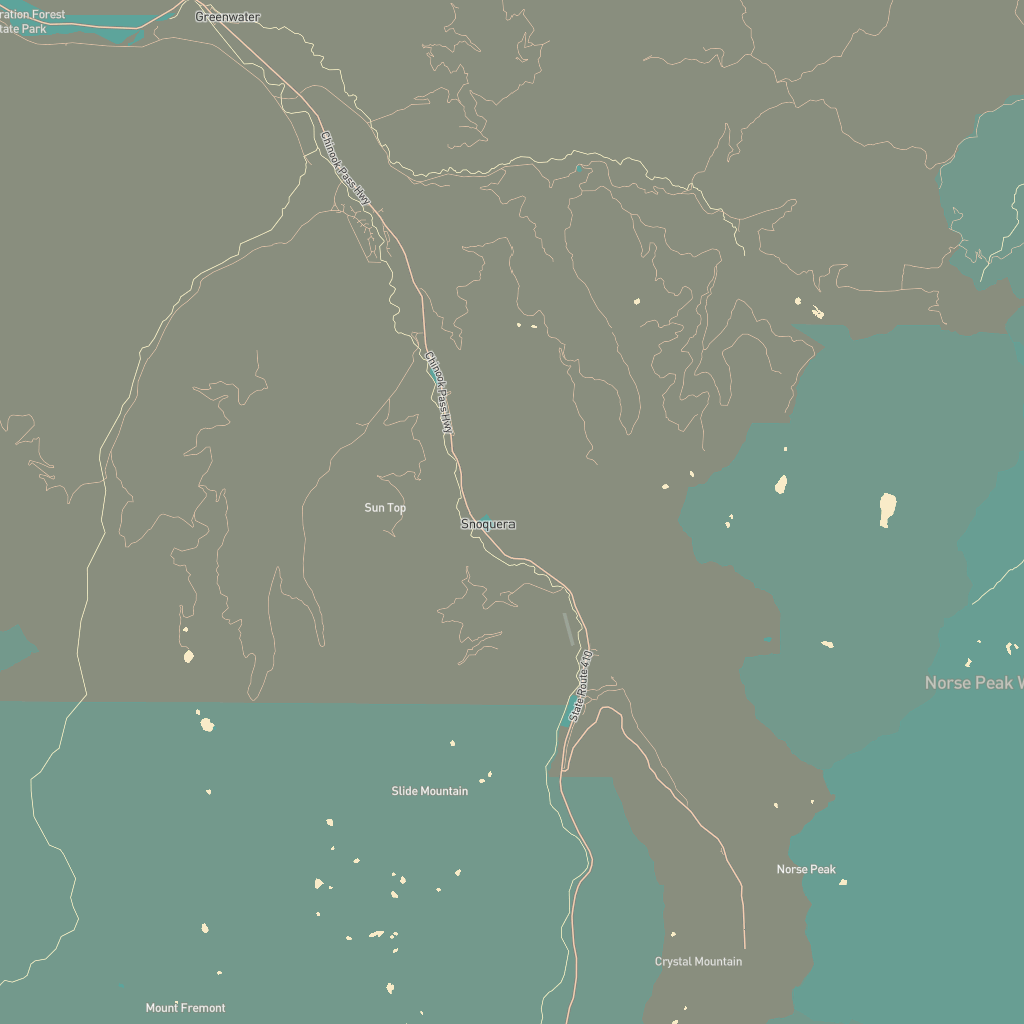 ration Forest
tate Park
Greenwater
Chinook Pass Hwy
Chinook Pass Hwy
Sun Top
Snoquera
State Route 410
Norse Peak W
Slide Mountain
Norse Peak
Crystal Mountain
Mount Fremont